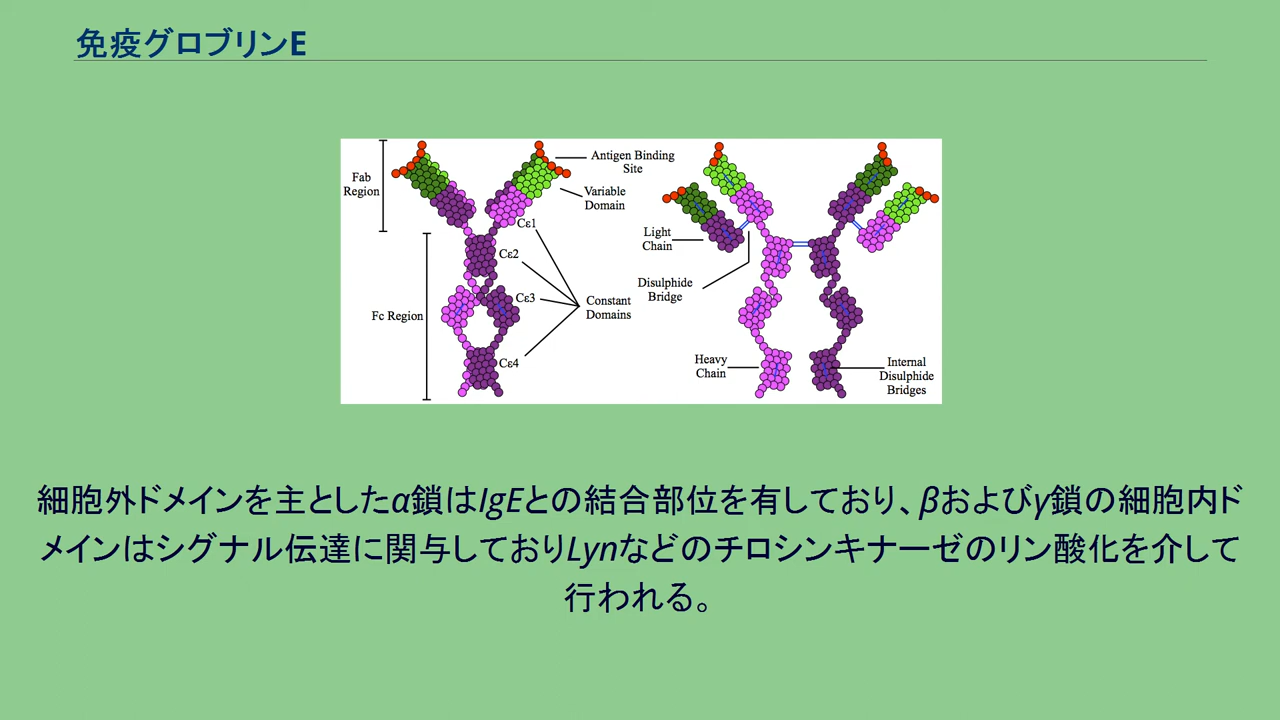 免疫グロブリンE
Fab
Region
Antigen Binding
Site
Variable
Domain
Cε1
Cε2
Cε3
Cε4
Constant
Domains
Fc Region
Light
Chain
Disulphide
Bridge
Heavy
Chain
Internal
Disulphide
Bridges
細胞外ドメインを主としたα鎖はIgEとの結合部位を有しており、βおよびγ鎖の細胞内ド
メインはシグナル伝達に関与しておりLynなどのチロシンキナーゼのリン酸化を介して
行われる。